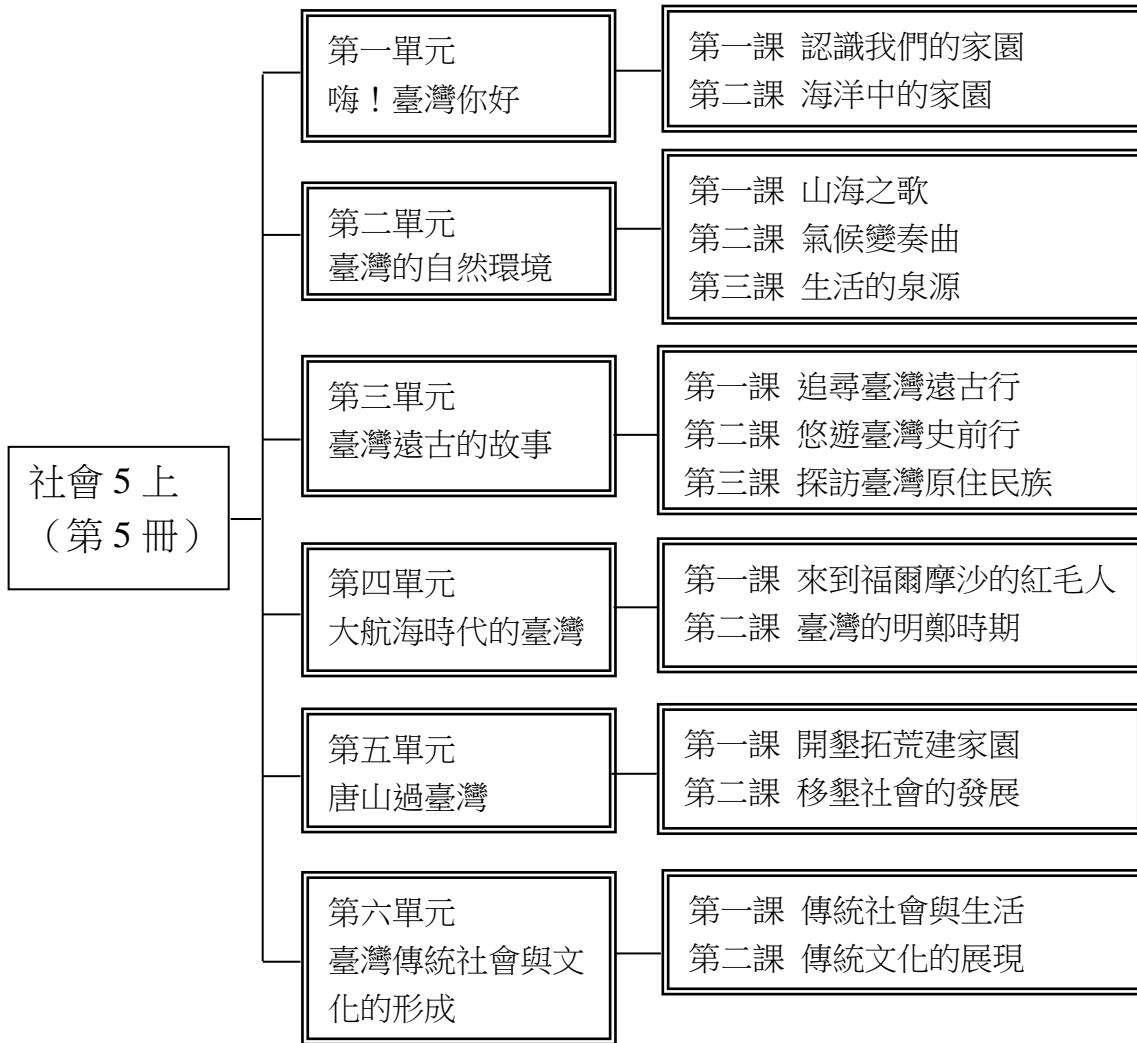 社會 5 上
（第 5 冊）
第一單元
嗨！臺灣你好
第一課 認識我們的家園
第二課 海洋中的家園
第二單元
臺灣的自然環境
第一課 山海之歌
第二課 氣候變奏曲
第三課 生活的泉源
第三單元
臺灣遠古的故事
第一課 追尋臺灣遠古行
第二課 悠遊臺灣史前行
第三課 探訪臺灣原住民族
第四單元
大航海時代的臺灣
第一課 來到福爾摩沙的紅毛人
第二課 臺灣的明鄭時期
第五單元
唐山過臺灣
第一課 開墾拓荒建家園
第二課 移墾社會的發展
第六單元
臺灣傳統社會與文
化的形成
第一課 傳統社會與生活
第二課 傳統文化的展現